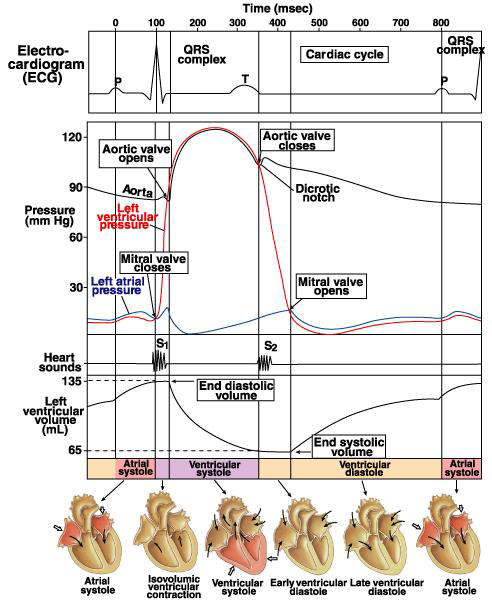 Time (msec)
0 100 200 300 400 500 600 700 800
Electro-
cardiogram
(ECG)
P
QRS
complex
T
Cardiac cycle
QRS
complex
P
Pressure
(mm Hg)
120
90
60
30
Aortic valve
opens
Aorta
Left
ventricular
pressure
Mitral valve
closes
Left atrial
pressure
Aortic valve
closes
Dicrotic
notch
Mitral valve
opens
Heart
sounds
S1
S2
Left
ventricular
volume
(mL)
135
65
End diastolic
volume
End systolic
volume
Atrial
systole
Ventricular
systole
Ventricular
diastole
Atrial
systole
Atrial
systole
Isovolumic
ventricular
contraction
Ventricular
systole
Early ventricular
diastole
Late ventricular
diastole
Atrial
systole